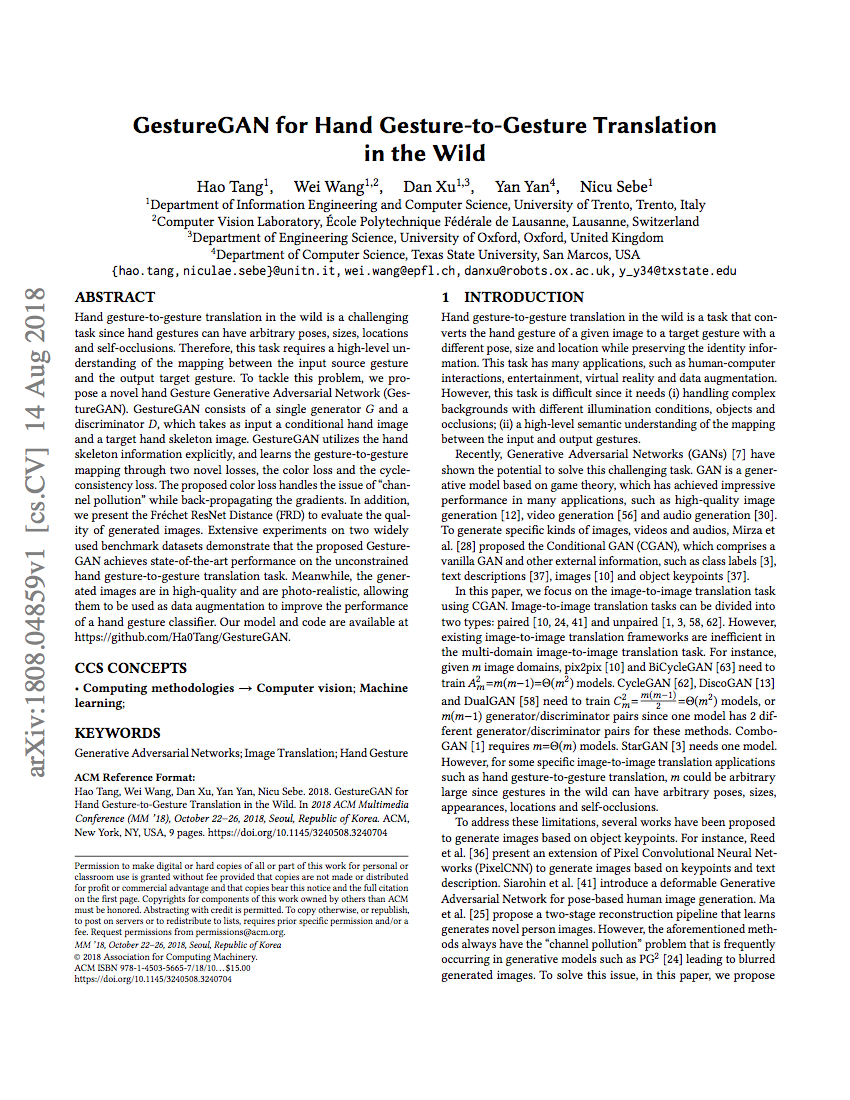 GestureGAN for Hand Gesture-to-Gesture Translation
in the Wild
Hao Tang1, Wei Wang1,2, Dan Xu1,3, Yan Yan4, Nicu Sebe1
1Department of Information Engineering and Computer Science, University of Trento, Trento, Italy
2Computer Vision Laboratory, École Polytechnique Fédérale de Lausanne, Lausanne, Switzerland
3Department of Engineering Science, University of Oxford, Oxford, United Kingdom
4Department of Computer Science, Texas State University, San Marcos, USA
{hao.tang, niculae.sebe}@unitn.it, wei.wang@epfl.ch, danxu@robots.ox.ac.uk, y_y34@txstate.edu
arXiv:1808.04859v1 [cs.CV] 14 Aug 2018
ABSTRACT
Hand gesture-to-gesture translation in the wild is a challenging
task since hand gestures can have arbitrary poses, sizes, locations
and self-occlusions. Therefore, this task requires a high-level un-
derstanding of the mapping between the input source gesture
and the output target gesture. To tackle this problem, we pro-
pose a novel hand Gesture Generative Adversarial Network (Ges-
tureGAN). GestureGAN consists of a single generator G and a
discriminator D, which takes as input a conditional hand image
and a target hand skeleton image. GestureGAN utilizes the hand
skeleton information explicitly, and learns the gesture-to-gesture
mapping through two novel losses, the color loss and the cycle-
consistency loss. The proposed color loss handles the issue of “chan-
nel pollution” while back-propagating the gradients. In addition,
we present the Fréchet ResNet Distance (FRD) to evaluate the qual-
ity of generated images. Extensive experiments on two widely
used benchmark datasets demonstrate that the proposed Gesture-
GAN achieves state-of-the-art performance on the unconstrained
hand gesture-to-gesture translation task. Meanwhile, the gener-
ated images are in high-quality and are photo-realistic, allowing
them to be used as data augmentation to improve the performance
of a hand gesture classifier. Our model and code are available at
https://github.com/Ha0Tang/GestureGAN.
CCS CONCEPTS
• Computing methodologies → Computer vision; Machine
learning;
KEYWORDS
Generative Adversarial Networks; Image Translation; Hand Gesture
ACM Reference Format:
Hao Tang, Wei Wang, Dan Xu, Yan Yan, Nicu Sebe. 2018. GestureGAN for
Hand Gesture-to-Gesture Translation in the Wild. In 2018 ACM Multimedia
Conference (MM ’18), October 22–26, 2018, Seoul, Republic of Korea. ACM,
New York, NY, USA, 9 pages. https://doi.org/10.1145/3240508.3240704
Permission to make digital or hard copies of all or part of this work for personal or
classroom use is granted without fee provided that copies are not made or distributed
for profit or commercial advantage and that copies bear this notice and the full citation
on the first page. Copyrights for components of this work owned by others than ACM
must be honored. Abstracting with credit is permitted. To copy otherwise, or republish,
to post on servers or to redistribute to lists, requires prior specific permission and/or a
fee. Request permissions from permissions@acm.org.
MM ’18, October 22–26, 2018, Seoul, Republic of Korea
© 2018 Association for Computing Machinery.
ACM ISBN 978-1-4503-5665-7/18/10...$15.00
https://doi.org/10.1145/3240508.3240704
1 INTRODUCTION
Hand gesture-to-gesture translation in the wild is a task that con-
verts the hand gesture of a given image to a target gesture with a
different pose, size and location while preserving the identity infor-
mation. This task has many applications, such as human-computer
interactions, entertainment, virtual reality and data augmentation.
However, this task is difficult since it needs (i) handling complex
backgrounds with different illumination conditions, objects and
occlusions; (ii) a high-level semantic understanding of the mapping
between the input and output gestures.
Recently, Generative Adversarial Networks (GANs) [7] have
shown the potential to solve this challenging task. GAN is a gener-
ative model based on game theory, which has achieved impressive
performance in many applications, such as high-quality image
generation [12], video generation [56] and audio generation [30].
To generate specific kinds of images, videos and audios, Mirza et
al. [28] proposed the Conditional GAN (CGAN), which comprises a
vanilla GAN and other external information, such as class labels [3],
text descriptions [37], images [10] and object keypoints [37].
In this paper, we focus on the image-to-image translation task
using CGAN. Image-to-image translation tasks can be divided into
two types: paired [10, 24, 41] and unpaired [1, 3, 58, 62]. However,
existing image-to-image translation frameworks are inefficient in
the multi-domain image-to-image translation task. For instance,
given m image domains, pix2pix [10] and BiCycleGAN [63] need to
train A²ₘ=m(m−1)=Θ(m²) models. CycleGAN [62], DiscoGAN [13]
and DualGAN [58] need to train C²ₘ=m(m−1)/2=Θ(m²) models, or
m(m−1) generator/discriminator pairs since one model has 2 dif-
ferent generator/discriminator pairs for these methods. Combo-
GAN [1] requires m=Θ(m) models. StarGAN [3] needs one model.
However, for some specific image-to-image translation applications
such as hand gesture-to-gesture translation, m could be arbitrary
large since gestures in the wild can have arbitrary poses, sizes,
appearances, locations and self-occlusions.
To address these limitations, several works have been proposed
to generate images based on object keypoints. For instance, Reed
et al. [36] present an extension of Pixel Convolutional Neural Net-
works (PixelCNN) to generate images based on keypoints and text
description. Siarohin et al. [41] introduce a deformable Generative
Adversarial Network for pose-based human image generation. Ma
et al. [25] propose a two-stage reconstruction pipeline that learns
generates novel person images. However, the aforementioned meth-
ods always have the “channel pollution” problem that is frequently
occurring in generative models such as PG² [24] leading to blurred
generated images. To solve this issue, in this paper, we propose